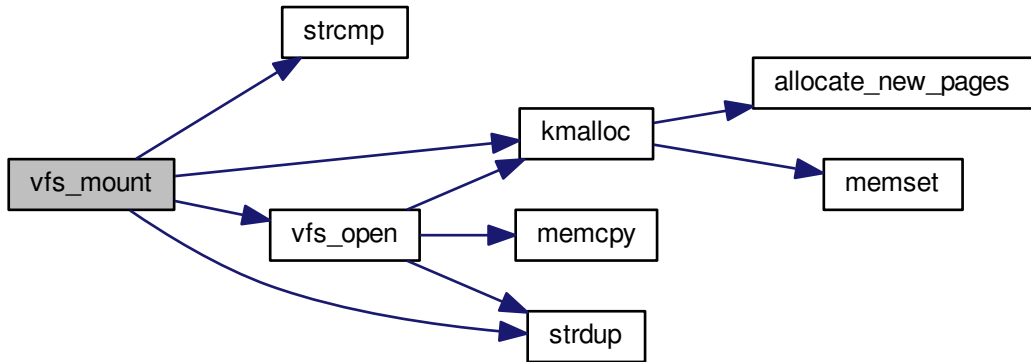 strcmp
allocate_new_pages
kmalloc
vfs_mount
memset
vfs_open
memcpy
strdup